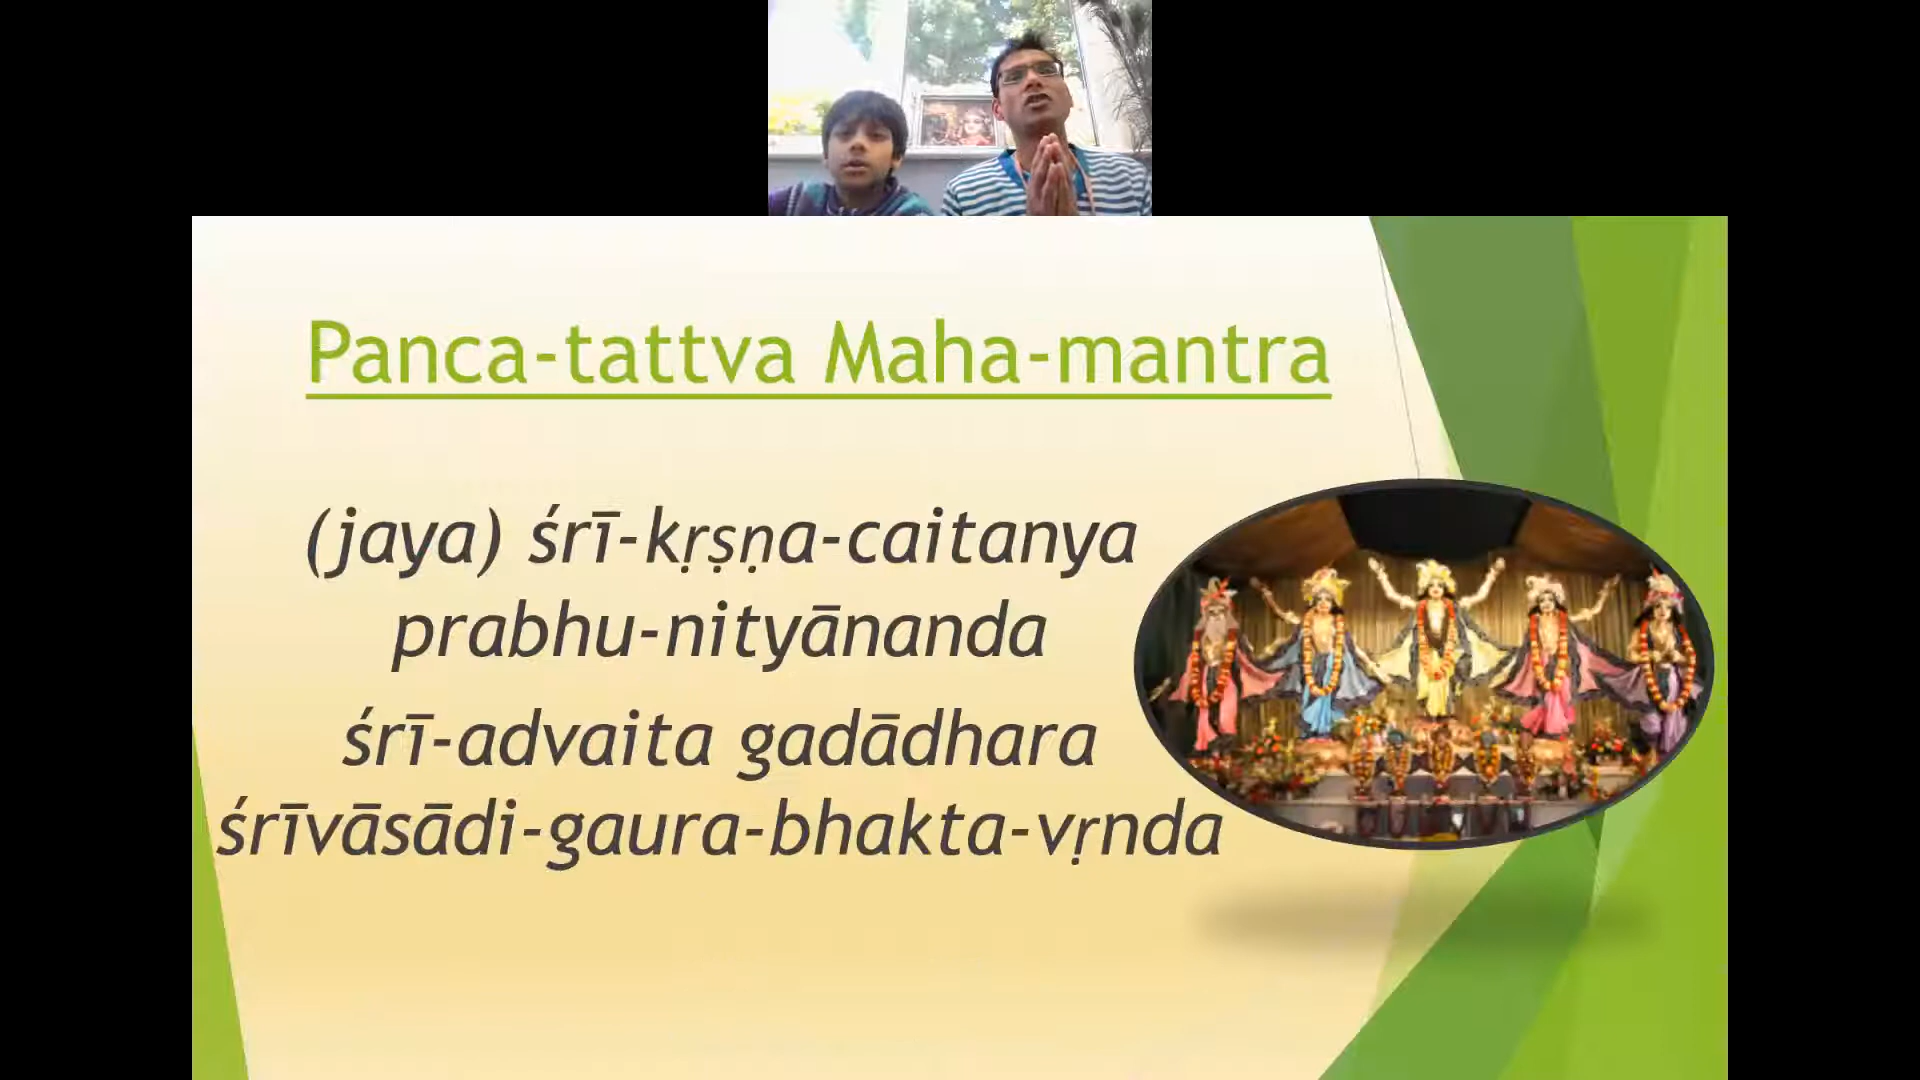 Panca-tattva Maha-mantra
(jaya) śrī-kṛṣṇa-caitanya
prabhu-nityānanda
śrī-advaita gadādhara
śrīvāsādi-gaura-bhakta-vṛnda